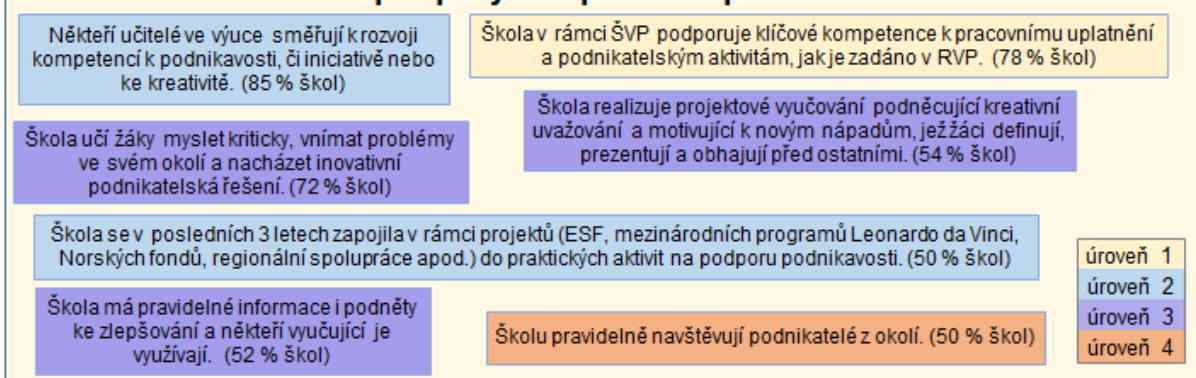 Někteří učitelé ve výuce směřují k rozvoji
kompetencí k podnikavosti, či iniciativě nebo
ke kreativitě. (85 % škol)
Škola v rámci ŠVP podporuje klíčové kompetence k pracovnímu uplatnění
a podnikatelským aktivitám, jak je zadáno v RVP. (78 % škol)
Škola realizuje projektové vyučování podněcující kreativní
uvažování a motivující k novým nápadům, jež žáci definují,
prezentují a obhajují před ostatními. (54 % škol)
Škola učí žáky myslet kriticky, vnímat problémy
ve svém okolí a nacházet inovativní
podnikatelská řešení. (72 % škol)
Škola se v posledních 3 letech zapojila v rámci projektů (ESF, mezinárodních programů Leonardo da Vinci,
Norských fondů, regionální spolupráce apod.) do praktických aktivit na podporu podnikavosti. (50 % škol)
Škola má pravidelné informace i podněty
ke zlepšování a někteří vyučující je
využívají. (52 % škol)
Školu pravidelně navštěvují podnikatelé z okolí. (50 % škol)
úroveň 1
úroveň 2
úroveň 3
úroveň 4